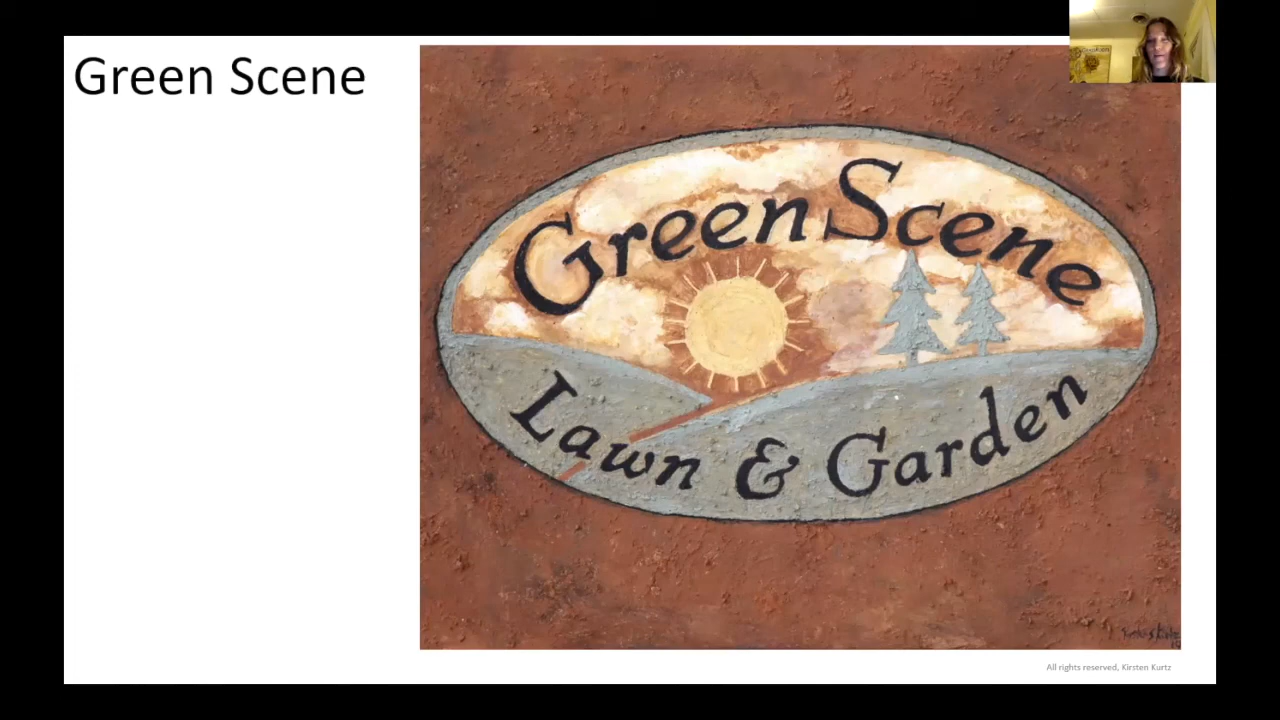 Green Scene
Green Scene
Lawn & Garden
All rights reserved, Kirsten Kurtz